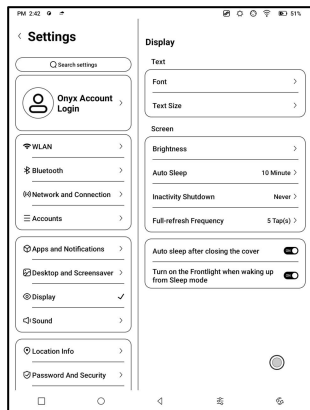 PM 2:42
51%
Settings
Search settings
Onyx Account
Login
WLAN
Bluetooth
Network and Connection
Accounts
Apps and Notifications
Desktop and Screensaver
Display
Sound
Location Info
Password And Security
Display
Text
Font
Text Size
Screen
Brightness
Auto Sleep 10 Minute
Inactivity Shutdown Never
Full-refresh Frequency 5 Tap(s)
Auto sleep after closing the cover ON
Turn on the Frontlight when waking up
from Sleep mode ON